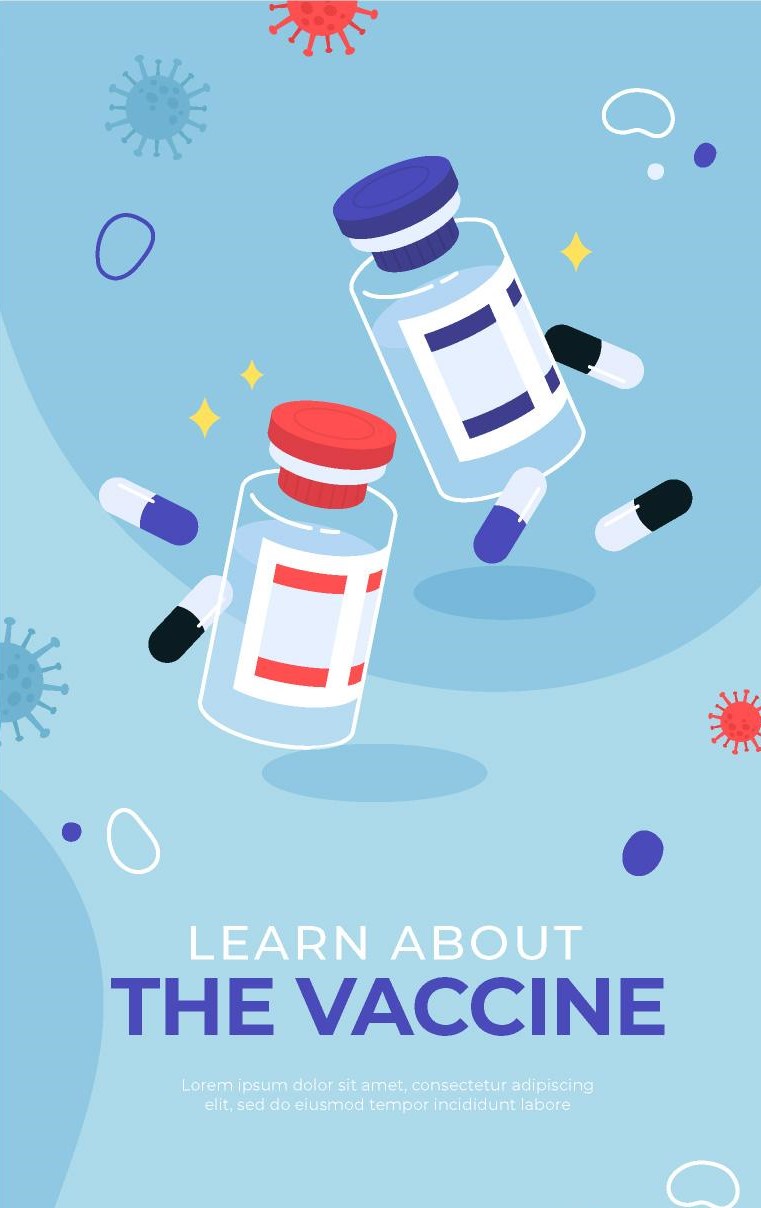 LEARN ABOUT
THE VACCINE
Lorem ipsum dolor sit amet, consectetur adipiscing
elit, sed do eiusmod tempor incididunt labore